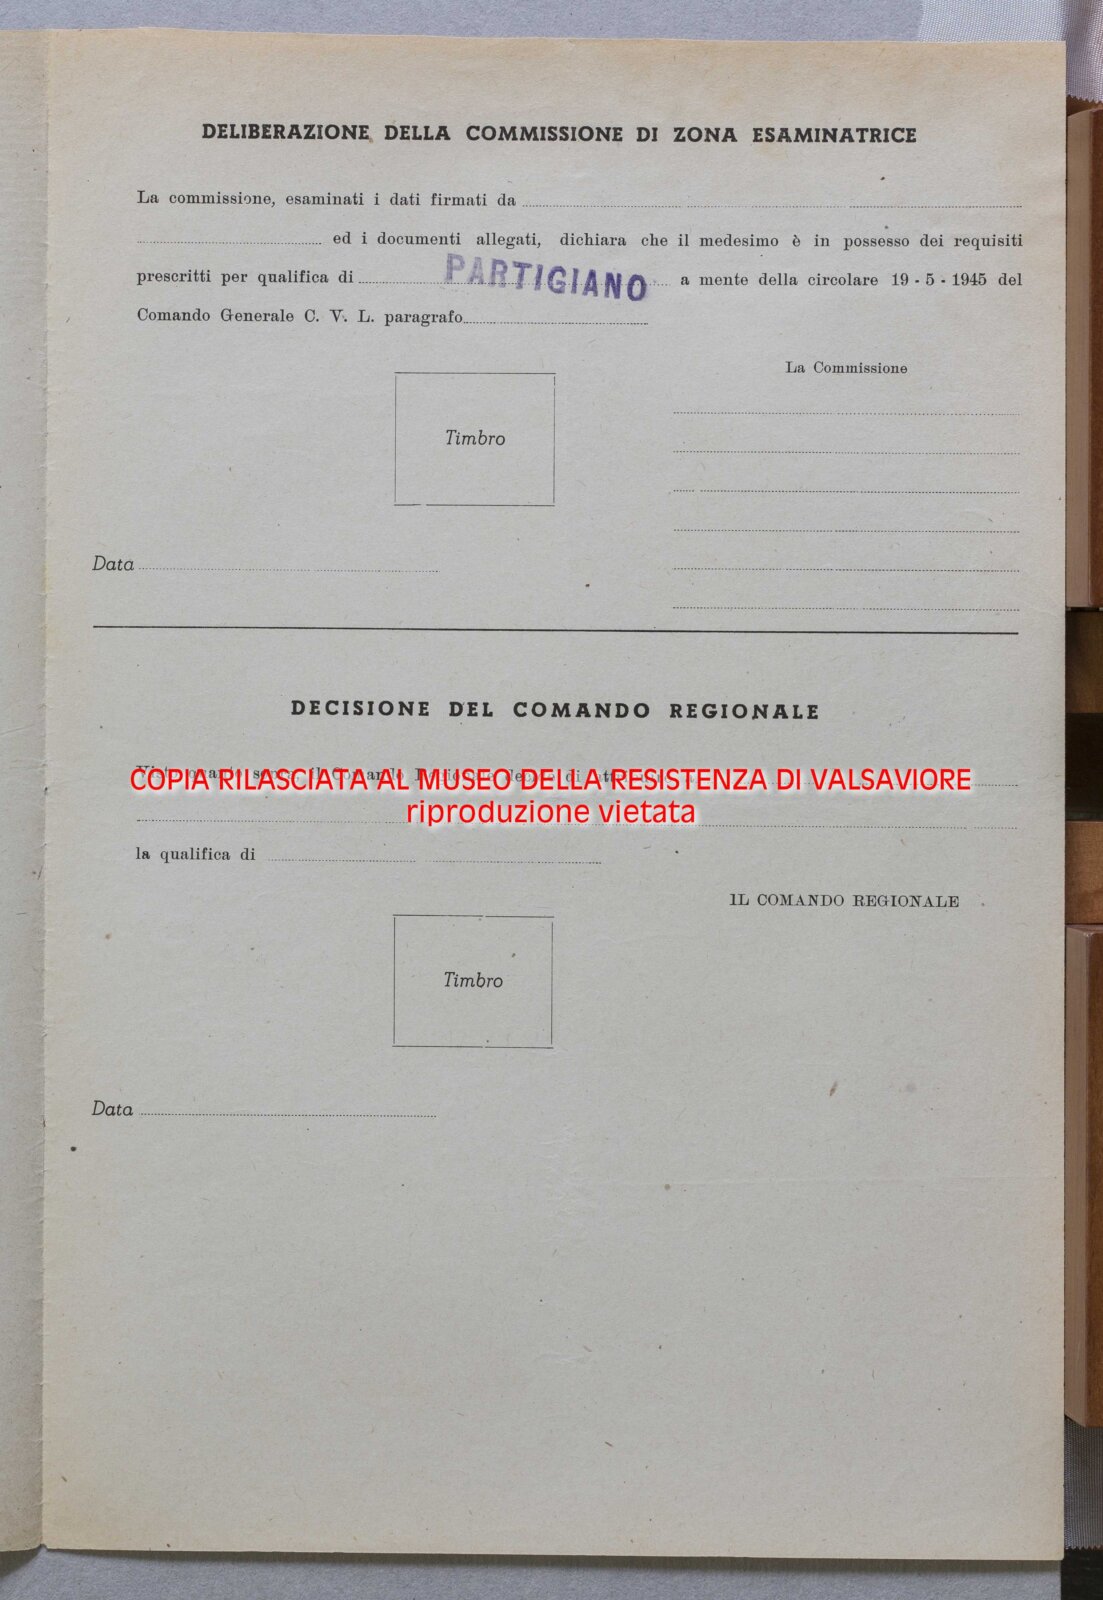 DELIBERAZIONE DELLA COMMISSIONE DI ZONA ESAMINATRICE
La commissione, esaminati i dati firmati da
ed i documenti allegati, dichiara che il medesimo è in possesso dei requisiti
prescritti per qualifica di PARTIGIANO a mente della circolare 19 - 5 - 1945 del
Comando Generale C. V. L. paragrafo
La Commissione
Timbro
Data
DECISIONE DEL COMANDO REGIONALE
COPIA RILASCIATA AL MUSEO DELLA RESISTENZA DI VALSAVIORE
riproduzione vietata
la qualifica di
IL COMANDO REGIONALE
Timbro
Data